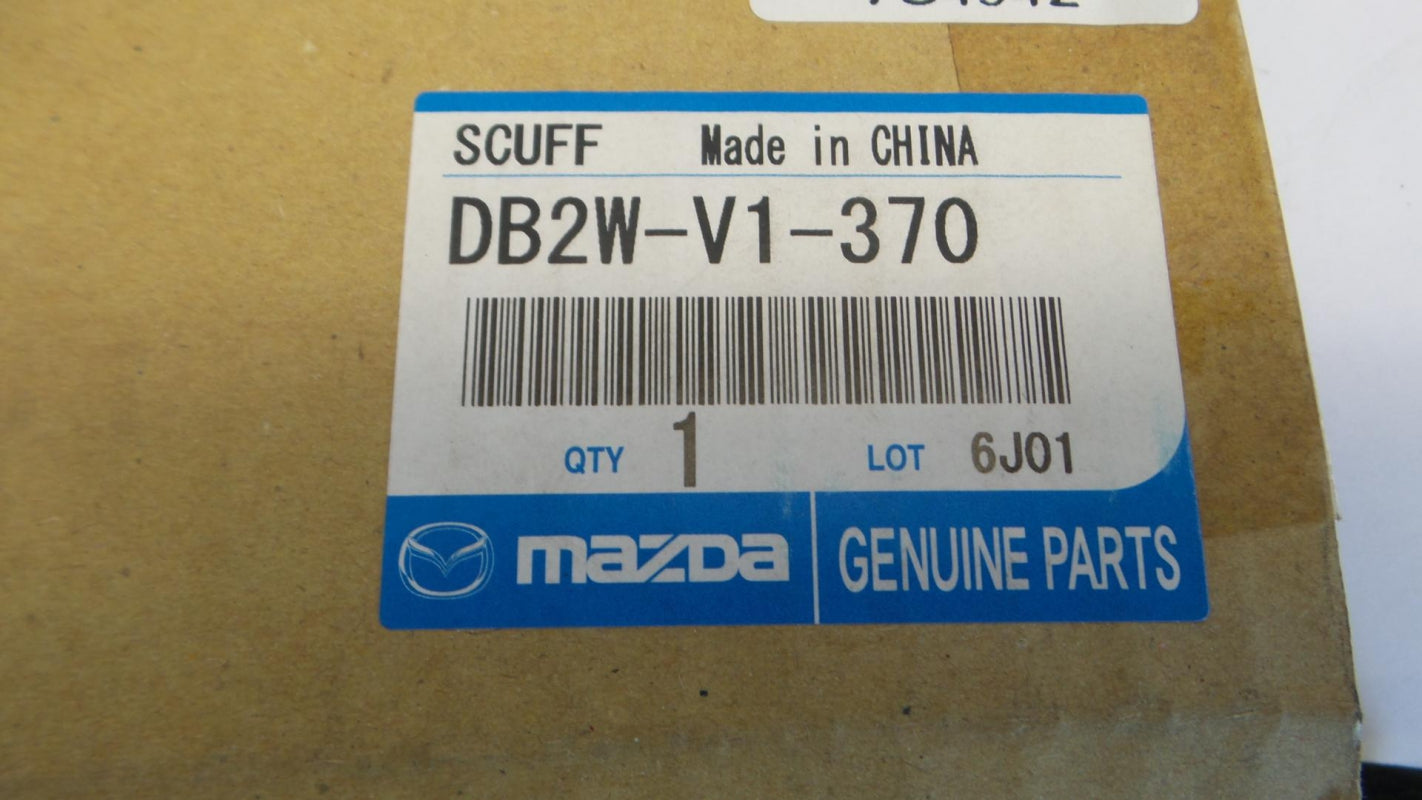 SCUFF Made in CHINA
DB2W-V1-370
QTY 1 LOT 6J01
mazda GENUINE PARTS